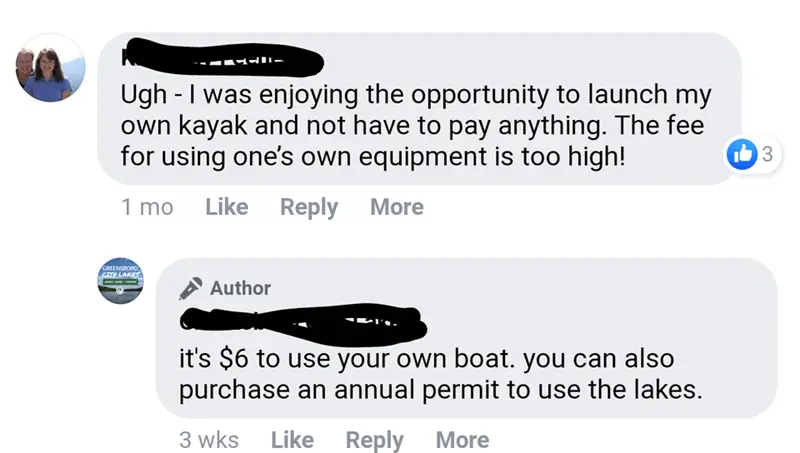 Ugh - I was enjoying the opportunity to launch my
own kayak and not have to pay anything. The fee
for using one's own equipment is too high!
3
1 mo Like Reply More
GREENSBORO
CITY LAKES
Author
it's $6 to use your own boat. you can also
purchase an annual permit to use the lakes.
3 wks Like Reply More